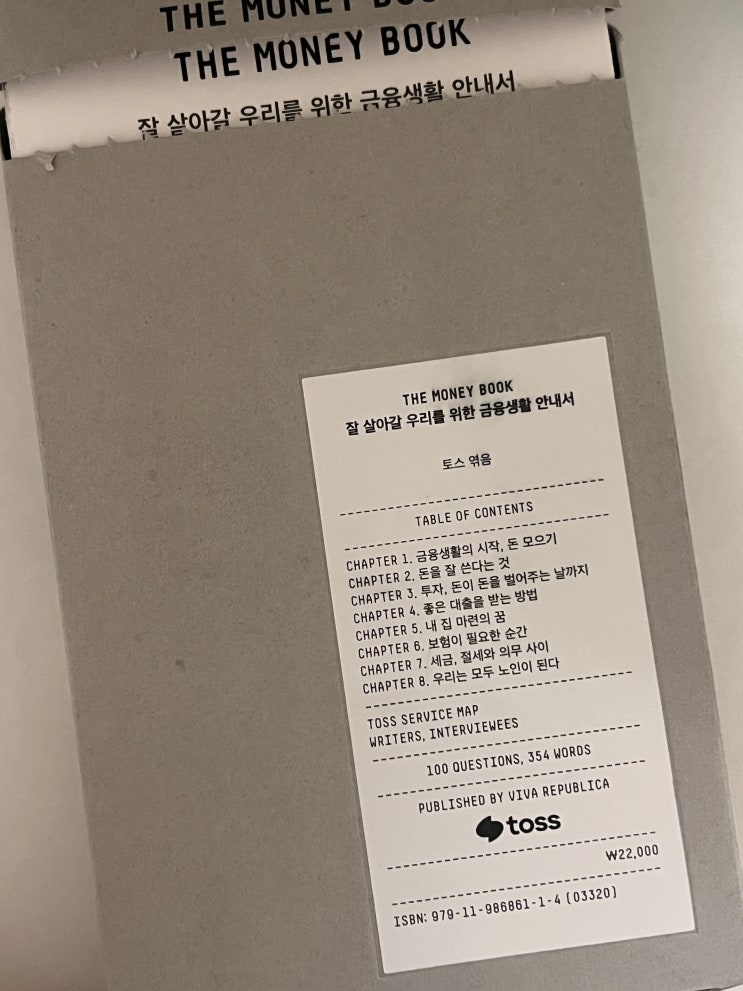 THE MONEY BOOK
THE MONEY BOOK
잘 살아갈 우리를 위한 금융생활 안내서
THE MONEY BOOK
잘 살아갈 우리를 위한 금융생활 안내서
토스 엮음
TABLE OF CONTENTS
CHAPTER 1. 금융생활의 시작, 돈 모으기
CHAPTER 2. 돈을 잘 쓴다는 것
CHAPTER 3. 투자, 돈이 돈을 벌어주는 날까지
CHAPTER 4. 좋은 대출을 받는 방법
CHAPTER 5. 내 집 마련의 꿈
CHAPTER 6. 보험이 필요한 순간
CHAPTER 7. 세금, 절세와 의무 사이
CHAPTER 8. 우리는 모두 노인이 된다
TOSS SERVICE MAP
WRITERS, INTERVIEWEES
100 QUESTIONS, 354 WORDS
PUBLISHED BY VIVA REPUBLICA
toss
₩22,000
ISBN: 979-11-986861-1-4 (03320)